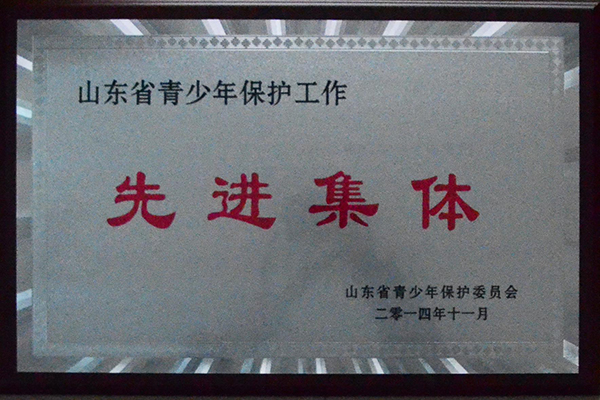 山东省青少年保护工作
先进集体
山东省青少年保护委员会
二零一四年十一月